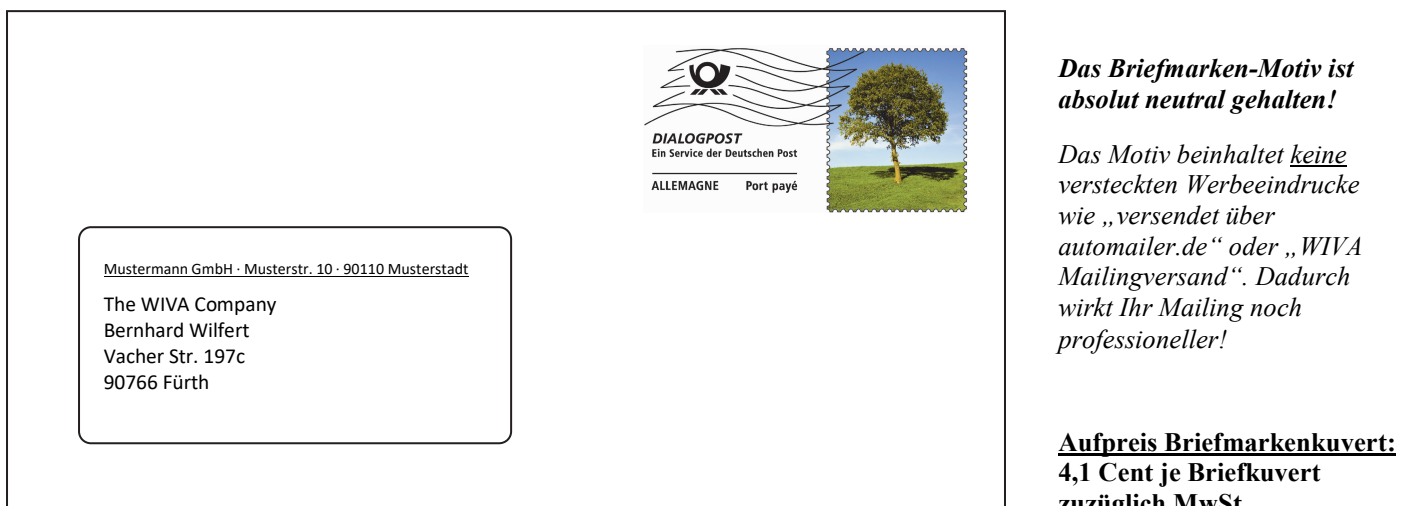 DIALOGPOST
Ein Service der Deutschen Post
ALLEMAGNE Port payé
Mustermann GmbH · Musterstr. 10 · 90110 Musterstadt
The WIVA Company
Bernhard Wilfert
Vacher Str. 197c
90766 Fürth
Das Briefmarken-Motiv ist
absolut neutral gehalten!
Das Motiv beinhaltet keine
versteckten Werbeeindrucke
wie „versendet über
automailer.de“ oder „WIVA
Mailingversand“. Dadurch
wirkt Ihr Mailing noch
professioneller!
Aufpreis Briefmarkenkuvert:
4,1 Cent je Briefkuvert
zuzüglich MwSt